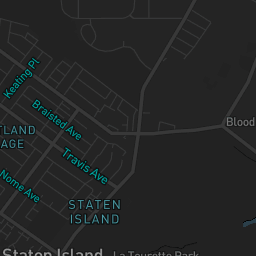 Keating Pl
Braisted Ave
Blood
TLAND
AGE
Travis Ave
Nome Ave
STATEN
ISLAND
Staten Island
La Tourette Park